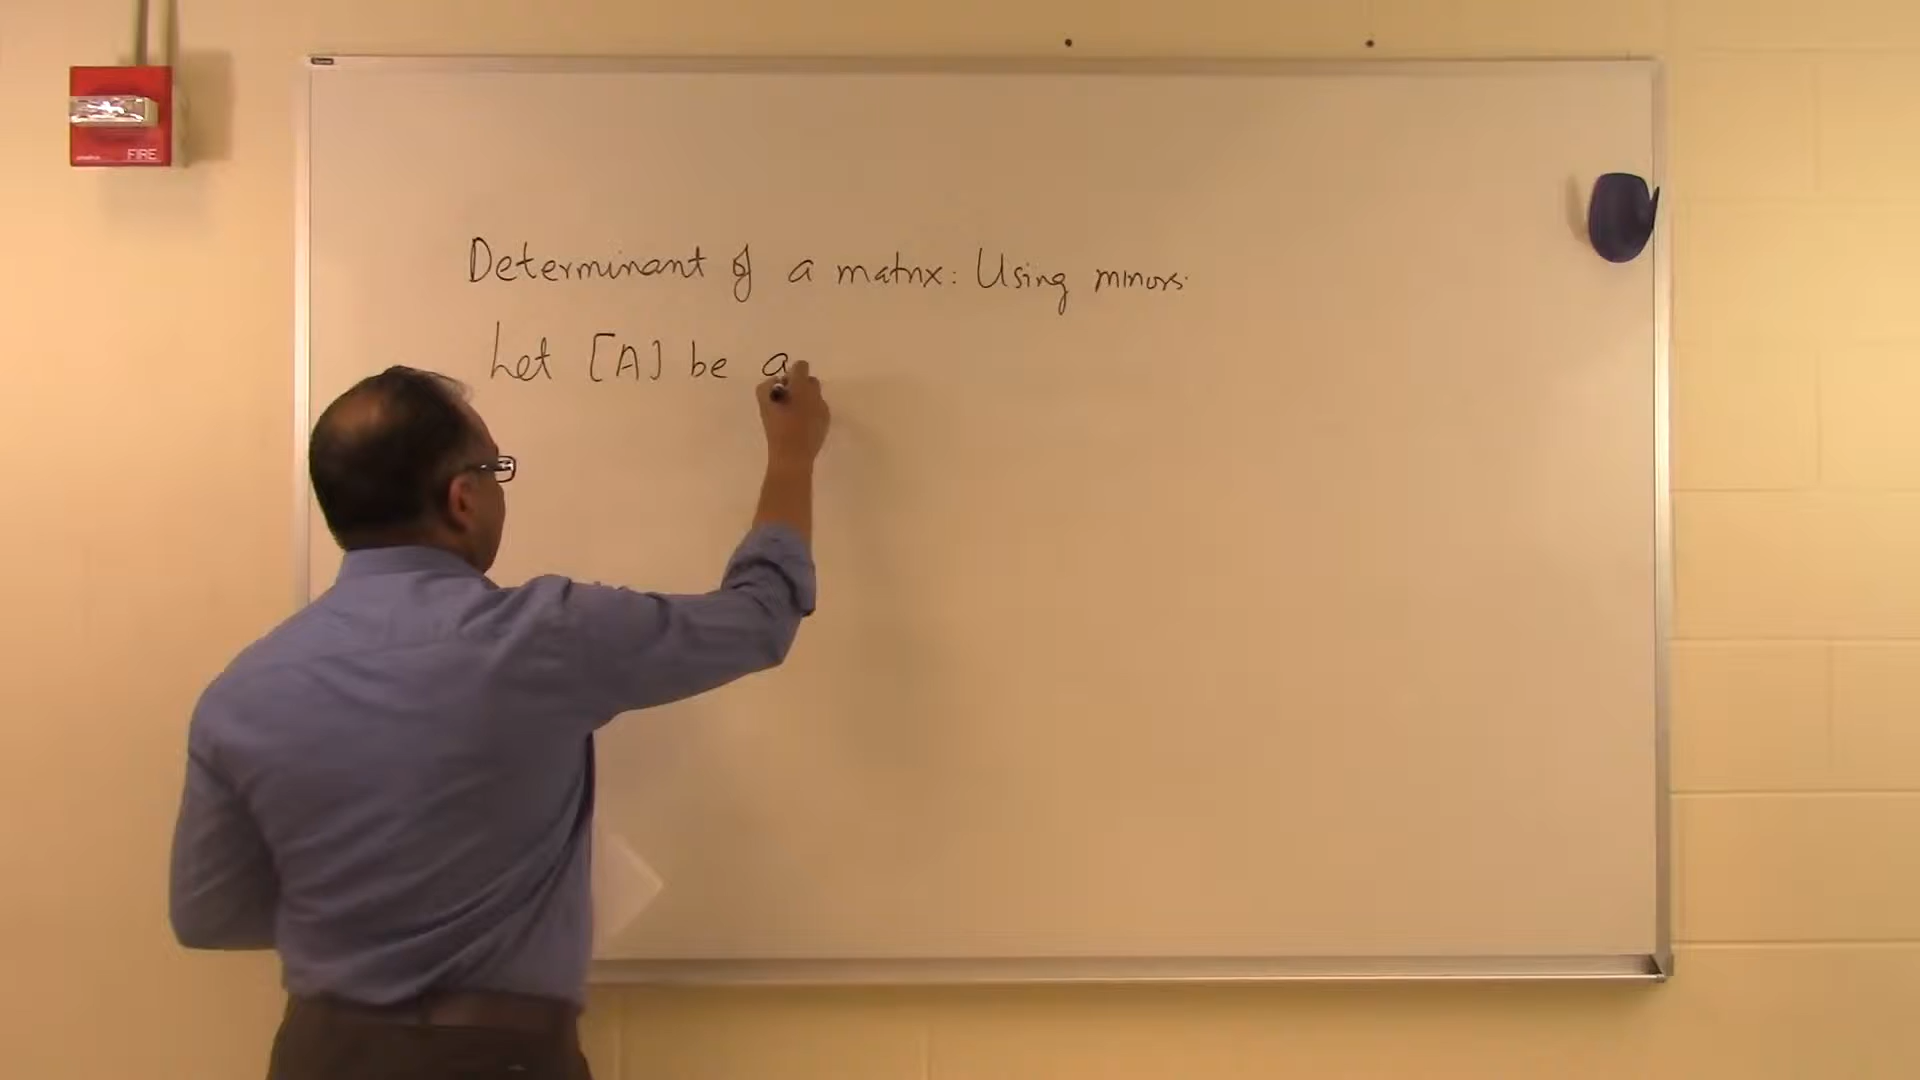 FIRE
Determinant of a matrix: Using minors.
Let [A] be a